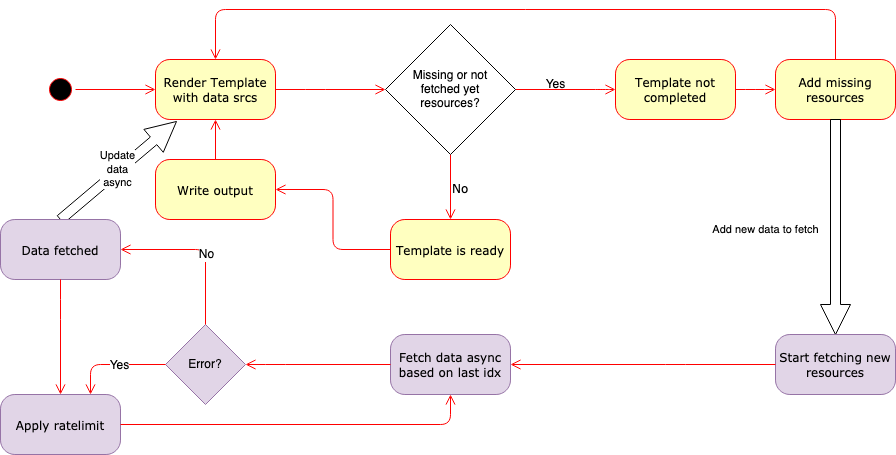 Render Template
with data srcs
Missing or not
fetched yet
resources?
Yes
Template not
completed
Add missing
resources
Update
data
async
Write output
No
Template is ready
Add new data to fetch
Data fetched
No
Error?
Yes
Fetch data async
based on last idx
Start fetching new
resources
Apply ratelimit